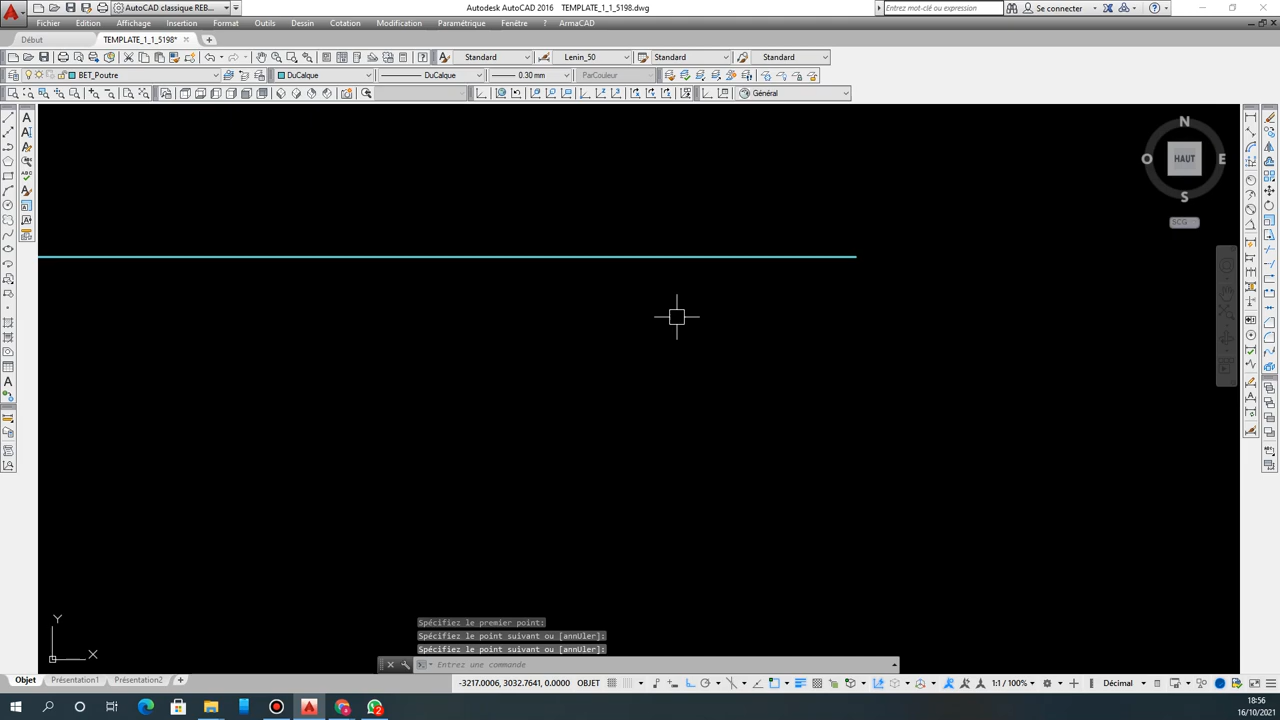 AutoCAD classique REB...
Autodesk AutoCAD 2016 TEMPLATE_1_1_5198.dwg
Entrez mot-clé ou expression
Se connecter
Fichier Edition Affichage Insertion Format Outils Dessin Cotation Modification Paramétrique Fenêtre ? ArmaCAD
Début TEMPLATE_1_1_5198*
Standard Lenin_50 Standard Standard
BET_Poutre DuCalque DuCalque 0.30 mm ParCouleur
Général
N
O HAUT E
S
SCG
Y
X
Spécifiez le premier point:
Spécifiez le point suivant ou [annUler]:
Spécifiez le point suivant ou [annUler]:
Entrez une commande
Objet Présentation1 Présentation2 +
-3217.0006, 3032.7641, 0.0000 OBJET 1:1 / 100% Décimal
2
18:56
16/10/2021